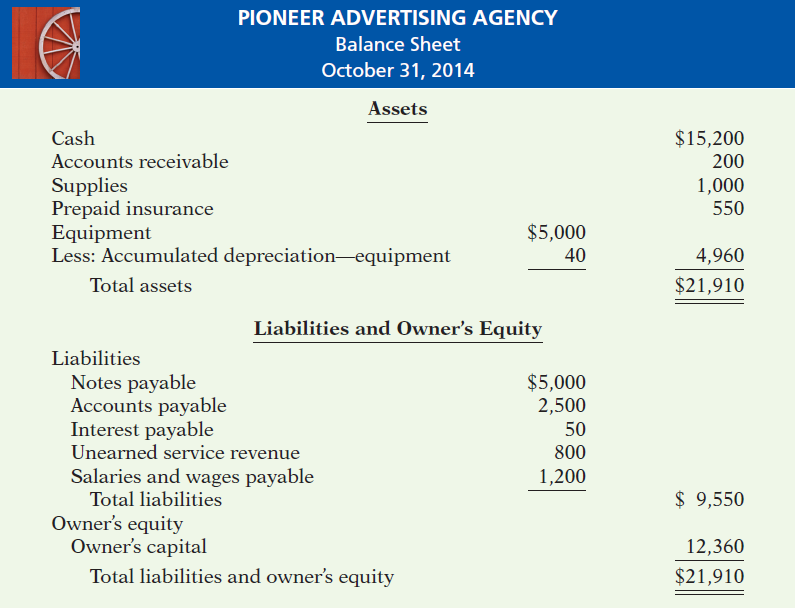 PIONEER ADVERTISING AGENCY
Balance Sheet
October 31, 2014
Assets
Cash $15,200
Accounts receivable 200
Supplies 1,000
Prepaid insurance 550
Equipment $5,000
Less: Accumulated depreciation—equipment 40 4,960
Total assets $21,910
Liabilities and Owner's Equity
Liabilities
Notes payable $5,000
Accounts payable 2,500
Interest payable 50
Unearned service revenue 800
Salaries and wages payable 1,200
Total liabilities $ 9,550
Owner's equity
Owner's capital 12,360
Total liabilities and owner's equity $21,910